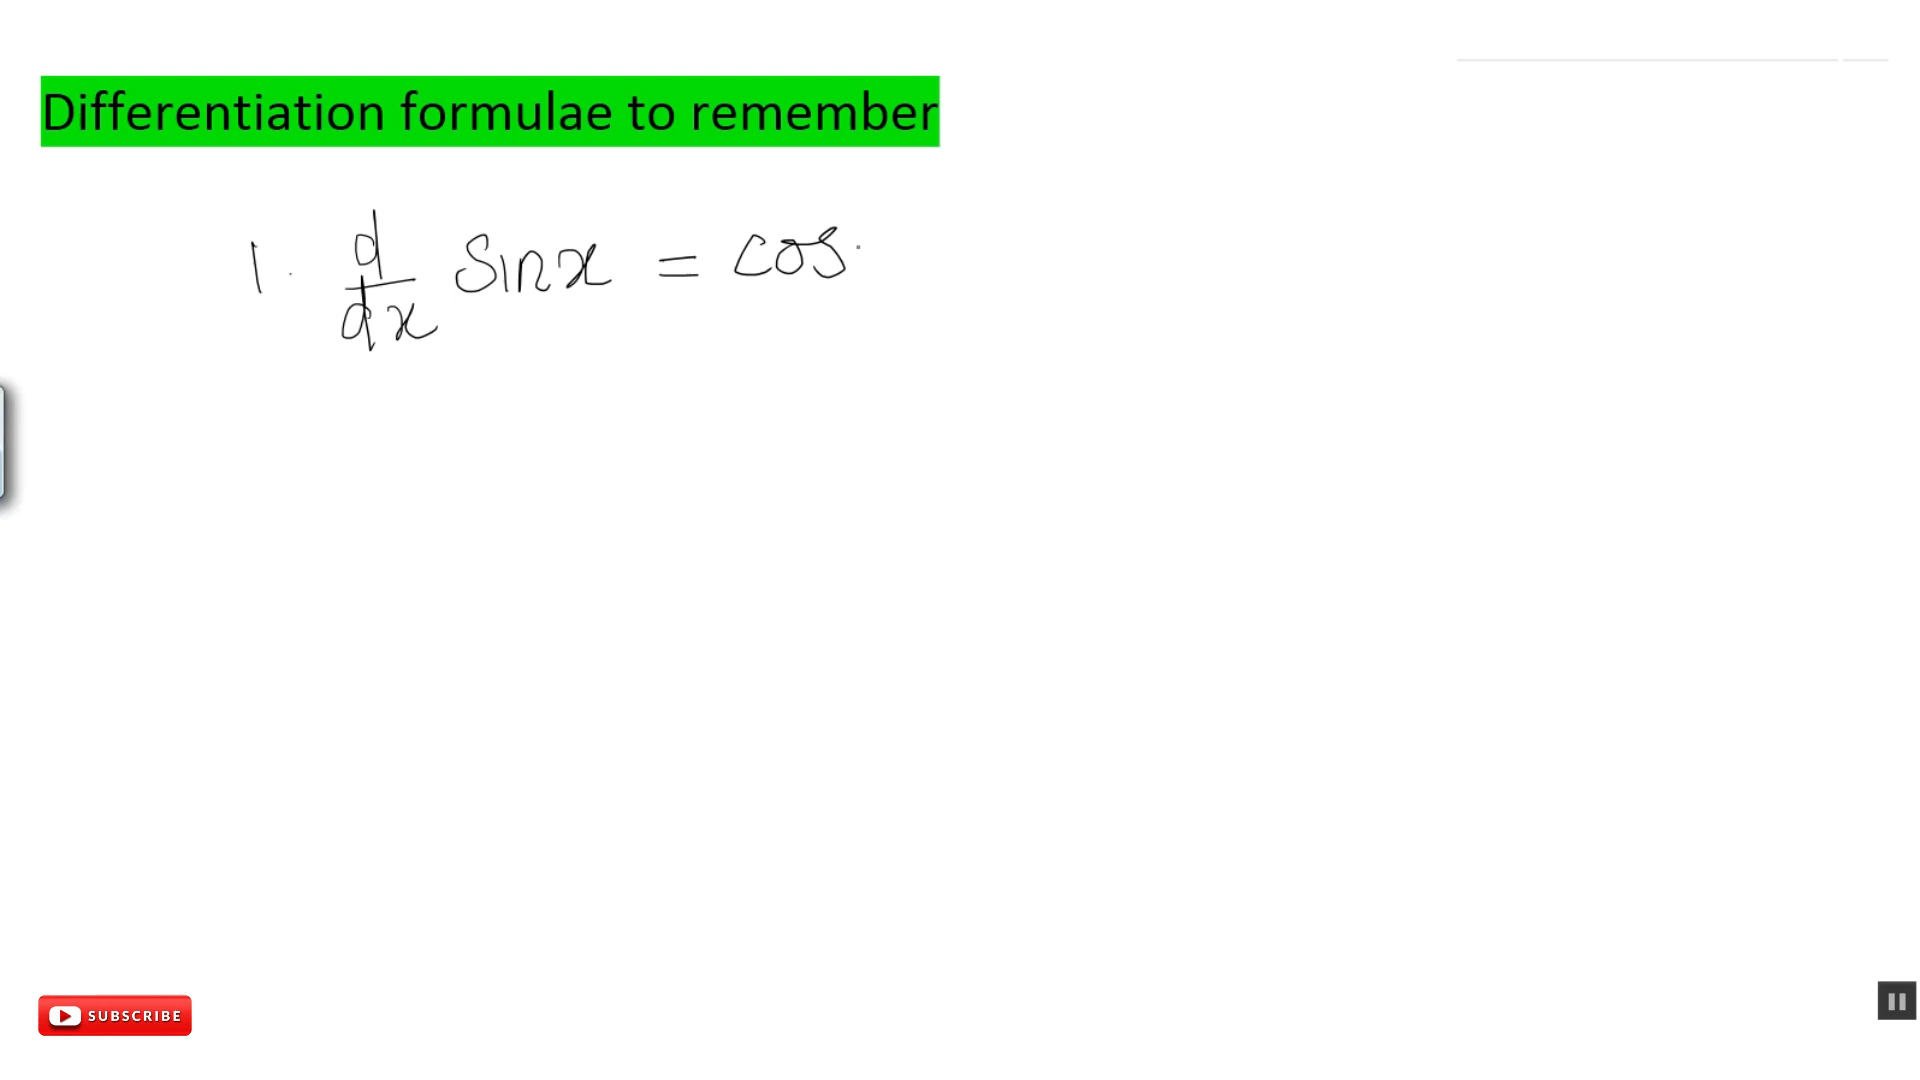 Differentiation formulae to remember
1. d/dx sinx = cos
SUBSCRIBE